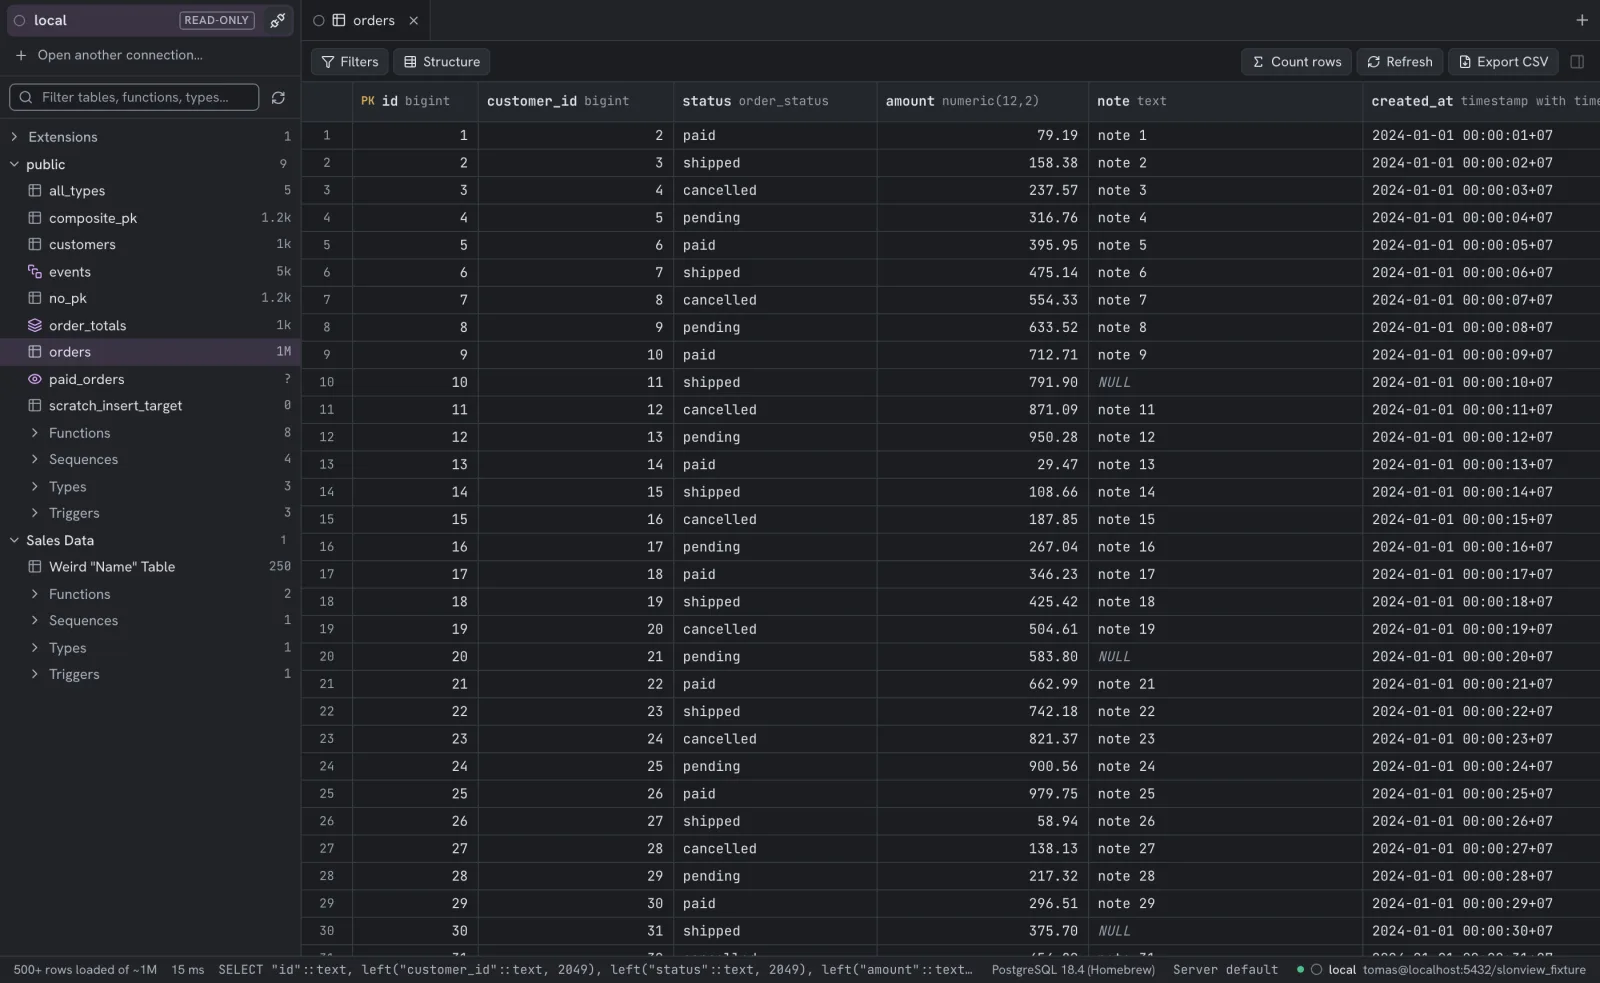 local READ-ONLY
+ Open another connection...
Filter tables, functions, types...
Extensions 1
public 9
all_types 5
composite_pk 1.2k
customers 1k
events 5k
no_pk 1.2k
order_totals 1k
orders 1M
paid_orders ?
scratch_insert_target 0
Functions 8
Sequences 4
Types 3
Triggers 3
Sales Data 1
Weird "Name" Table 250
Functions 2
Sequences 1
Types 1
Triggers 1
orders
Filters Structure Count rows Refresh Export CSV
PK id bigint customer_id bigint status order_status amount numeric(12,2) note text created_at timestamp with time
1 1 2 paid 79.19 note 1 2024-01-01 00:00:01+07
2 2 3 shipped 158.38 note 2 2024-01-01 00:00:02+07
3 3 4 cancelled 237.57 note 3 2024-01-01 00:00:03+07
4 4 5 pending 316.76 note 4 2024-01-01 00:00:04+07
5 5 6 paid 395.95 note 5 2024-01-01 00:00:05+07
6 6 7 shipped 475.14 note 6 2024-01-01 00:00:06+07
7 7 8 cancelled 554.33 note 7 2024-01-01 00:00:07+07
8 8 9 pending 633.52 note 8 2024-01-01 00:00:08+07
9 9 10 paid 712.71 note 9 2024-01-01 00:00:09+07
10 10 11 shipped 791.90 NULL 2024-01-01 00:00:10+07
11 11 12 cancelled 871.09 note 11 2024-01-01 00:00:11+07
12 12 13 pending 950.28 note 12 2024-01-01 00:00:12+07
13 13 14 paid 29.47 note 13 2024-01-01 00:00:13+07
14 14 15 shipped 108.66 note 14 2024-01-01 00:00:14+07
15 15 16 cancelled 187.85 note 15 2024-01-01 00:00:15+07
16 16 17 pending 267.04 note 16 2024-01-01 00:00:16+07
17 17 18 paid 346.23 note 17 2024-01-01 00:00:17+07
18 18 19 shipped 425.42 note 18 2024-01-01 00:00:18+07
19 19 20 cancelled 504.61 note 19 2024-01-01 00:00:19+07
20 20 21 pending 583.80 NULL 2024-01-01 00:00:20+07
21 21 22 paid 662.99 note 21 2024-01-01 00:00:21+07
22 22 23 shipped 742.18 note 22 2024-01-01 00:00:22+07
23 23 24 cancelled 821.37 note 23 2024-01-01 00:00:23+07
24 24 25 pending 900.56 note 24 2024-01-01 00:00:24+07
25 25 26 paid 979.75 note 25 2024-01-01 00:00:25+07
26 26 27 shipped 58.94 note 26 2024-01-01 00:00:26+07
27 27 28 cancelled 138.13 note 27 2024-01-01 00:00:27+07
28 28 29 pending 217.32 note 28 2024-01-01 00:00:28+07
29 29 30 paid 296.51 note 29 2024-01-01 00:00:29+07
30 30 31 shipped 375.70 NULL 2024-01-01 00:00:30+07
500+ rows loaded of ~1M 15 ms SELECT "id"::text, left("customer_id"::text, 2049), left("status"::text, 2049), left("amount"::text… PostgreSQL 18.4 (Homebrew) Server default local tomas@localhost:5432/slonview_fixture